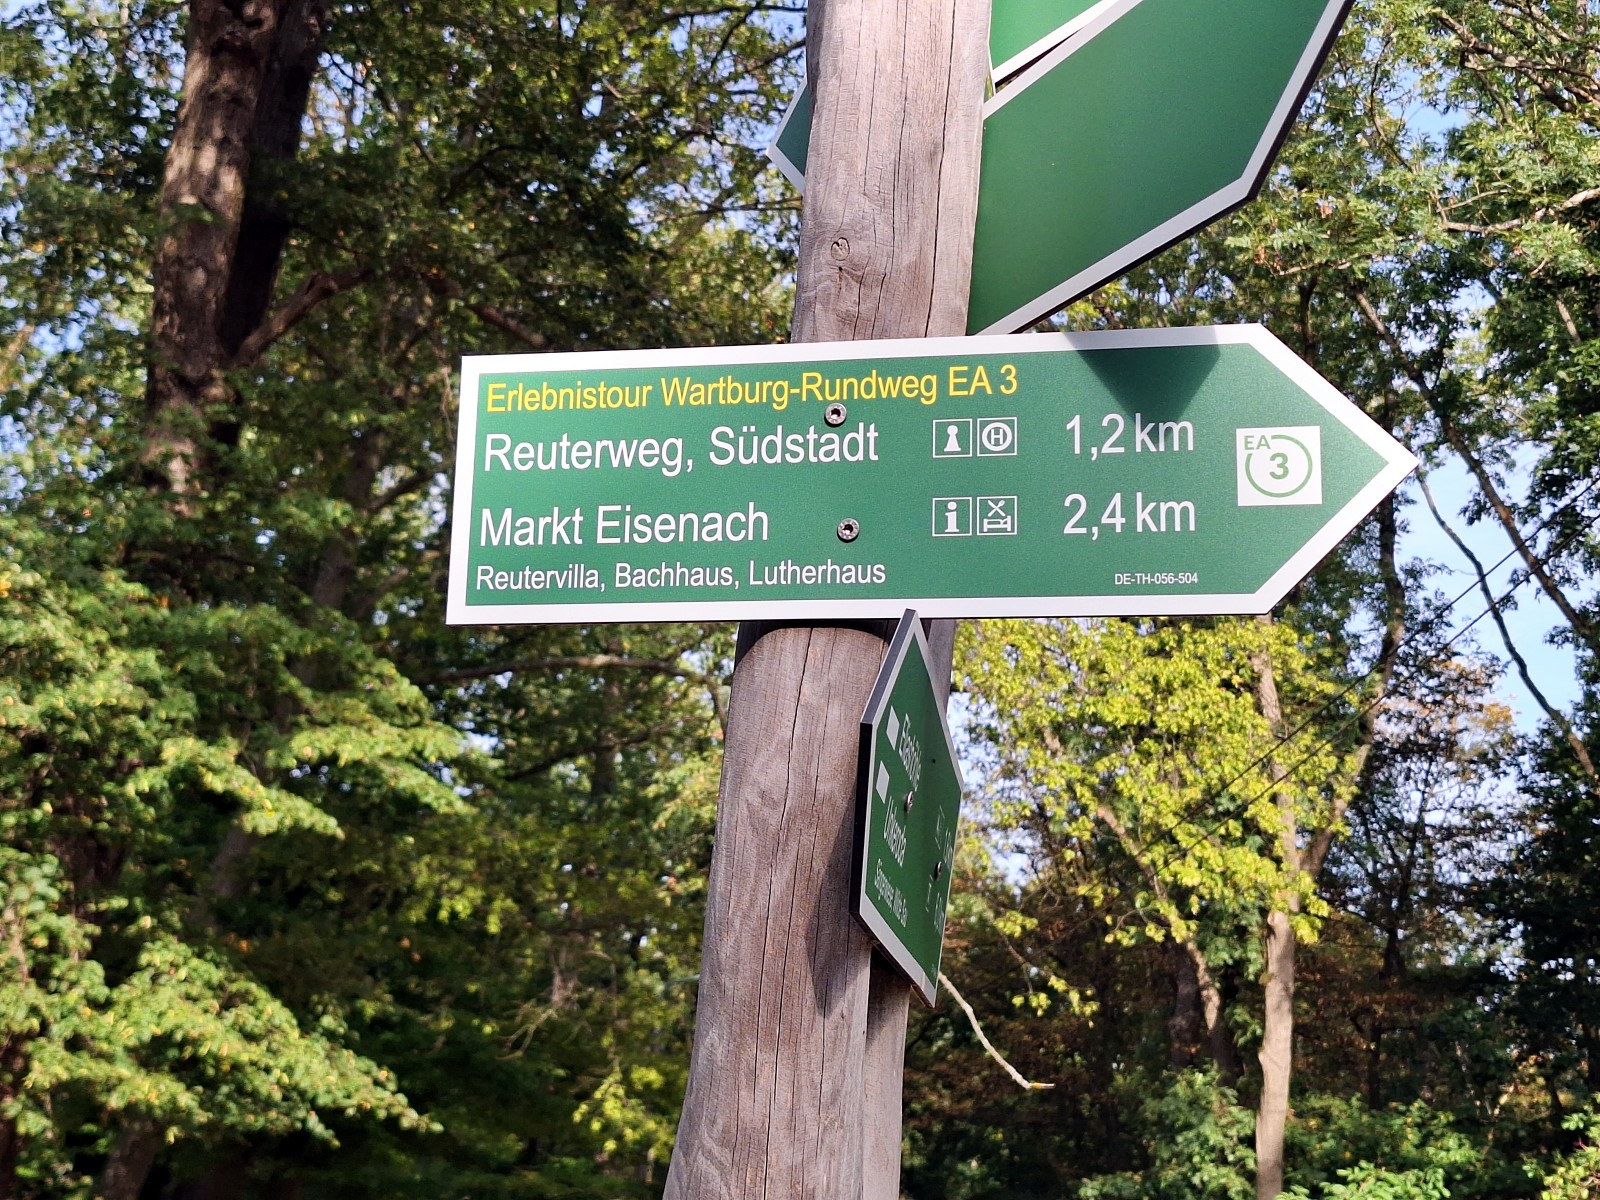 Erlebnistour Wartburg-Rundweg EA 3
Reuterweg, Südstadt H 1,2 km
EA 3
Markt Eisenach i 2,4 km
Reutervilla, Bachhaus, Lutherhaus DE-TH-056-504